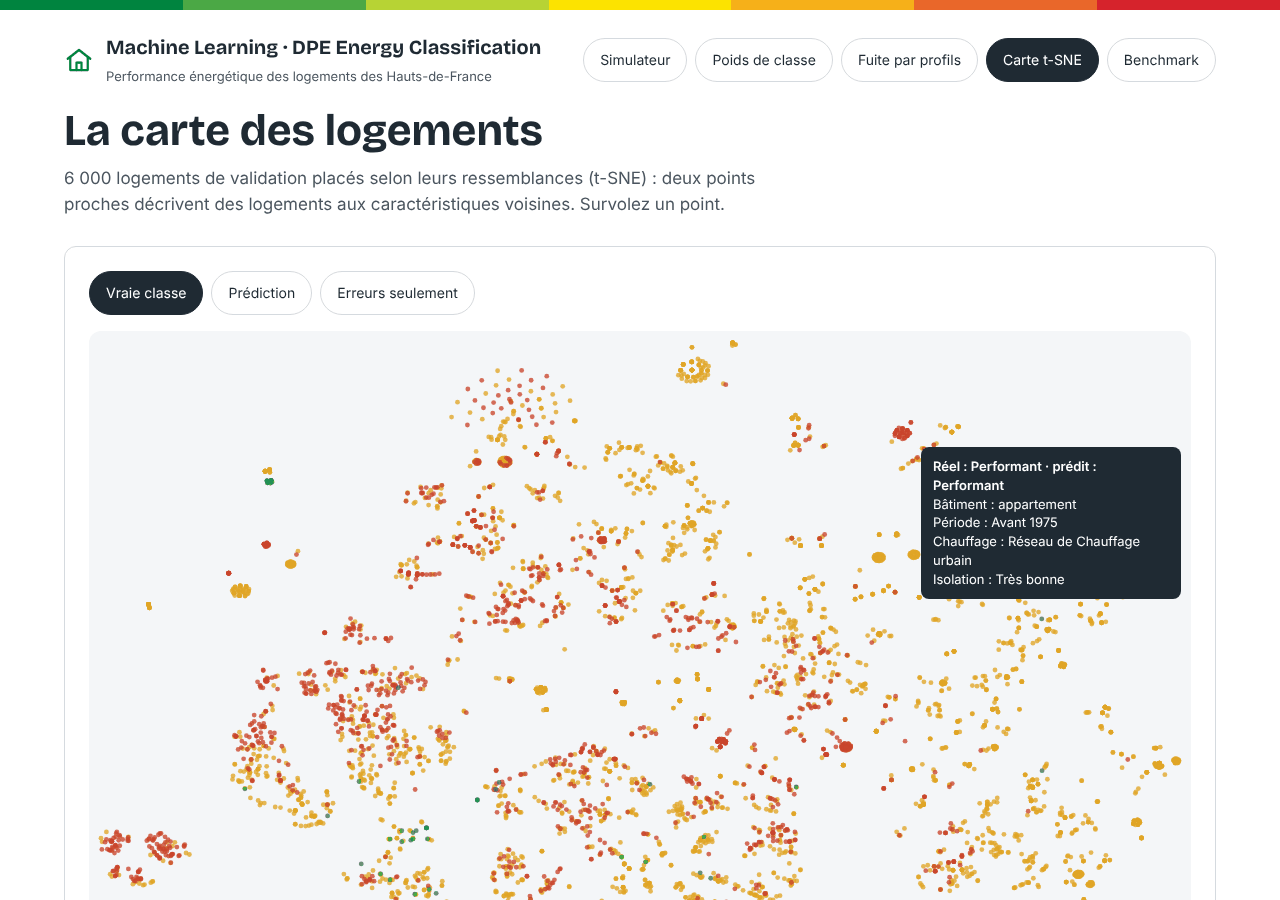 Machine Learning · DPE Energy Classification
Performance énergétique des logements des Hauts-de-France
Simulateur
Poids de classe
Fuite par profils
Carte t-SNE
Benchmark
La carte des logements
6 000 logements de validation placés selon leurs ressemblances (t-SNE) : deux points
proches décrivent des logements aux caractéristiques voisines. Survolez un point.
Vraie classe
Prédiction
Erreurs seulement
Réel : Performant · prédit :
Performant
Bâtiment : appartement
Période : Avant 1975
Chauffage : Réseau de Chauffage
urbain
Isolation : Très bonne